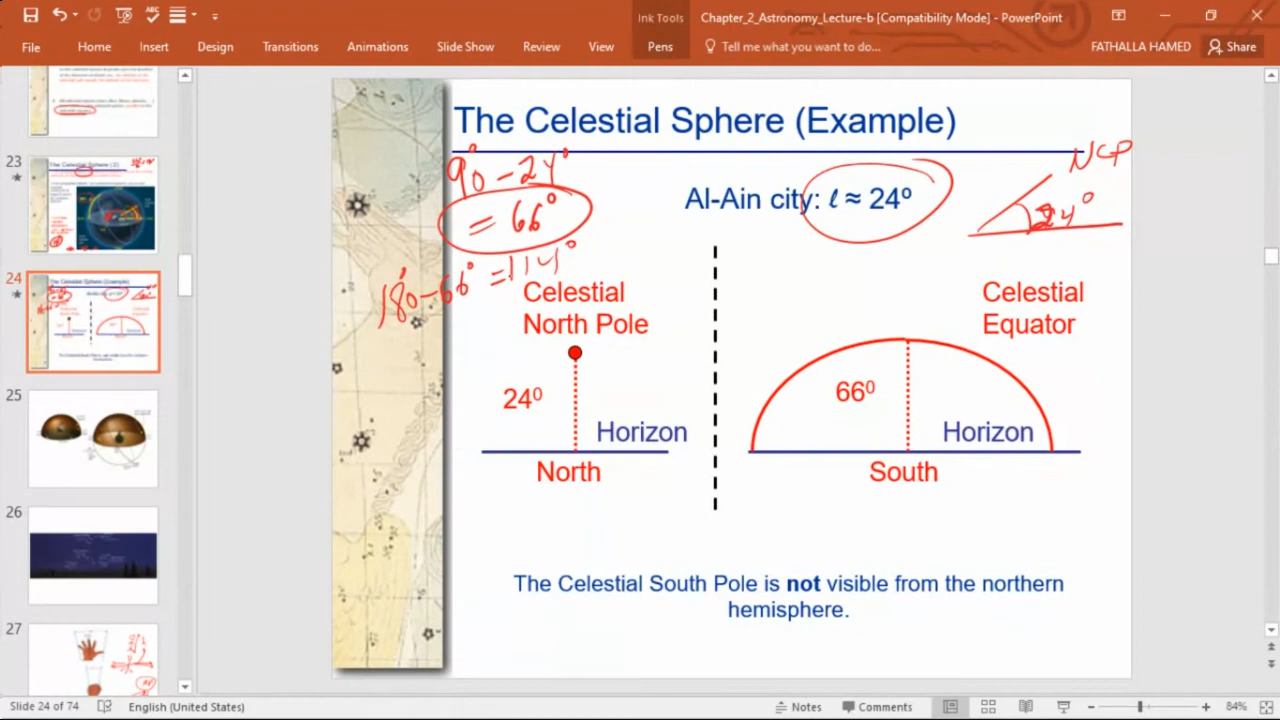 Ink Tools
Chapter_2_Astronomy_Lecture-b [Compatibility Mode] - PowerPoint
File Home Insert Design Transitions Animations Slide Show Review View Pens Tell me what you want to do... FATHALLA HAMED Share
23
24
25
26
27
The Celestial Sphere (Example)
90° - 24°
= 66°
180° - 66° = 114°
Al-Ain city: ℓ ≈ 24⁰
NCP
24°
Celestial
North Pole
24⁰
Horizon
North
Celestial
Equator
66⁰
Horizon
South
The Celestial South Pole is not visible from the northern
hemisphere.
Slide 24 of 74 English (United States) Notes Comments 84%